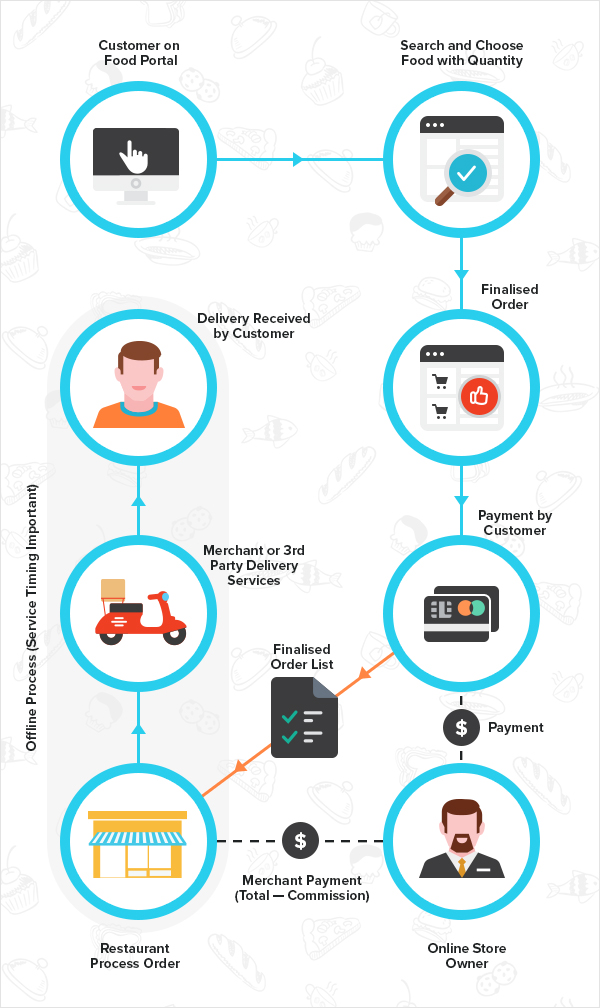 Customer on
Food Portal
Search and Choose
Food with Quantity
Finalised
Order
Delivery Received
by Customer
Payment by
Customer
Merchant or 3rd
Party Delivery
Services
Offline Process (Service Timing Important)
Finalised
Order List
$
Payment
$
Merchant Payment
(Total — Commission)
Restaurant
Process Order
Online Store
Owner